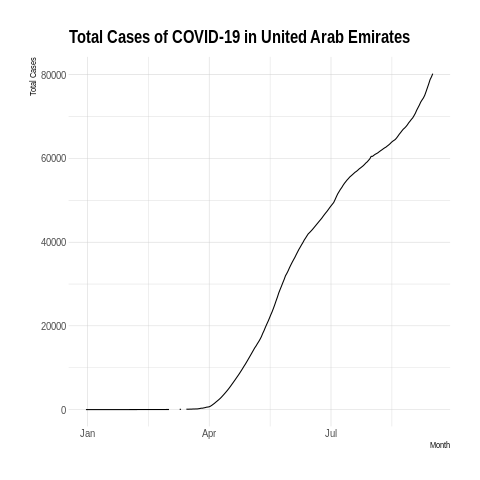 Total Cases of COVID-19 in United Arab Emirates
Total Cases
80000
60000
40000
20000
0
Jan Apr Jul
Month